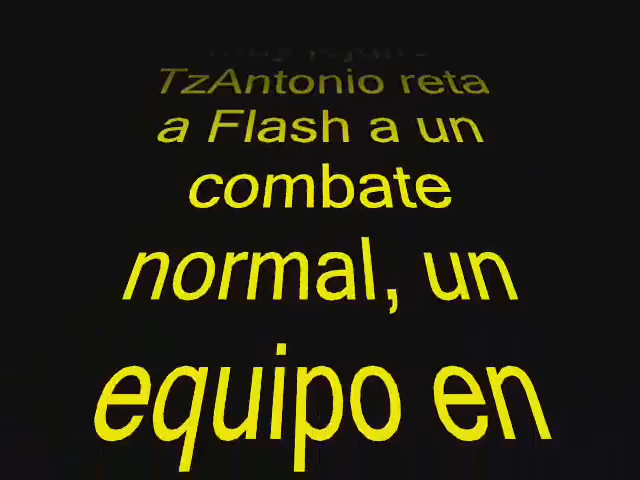 TzAntonio reta
a Flash a un
combate
normal, un
equipo en